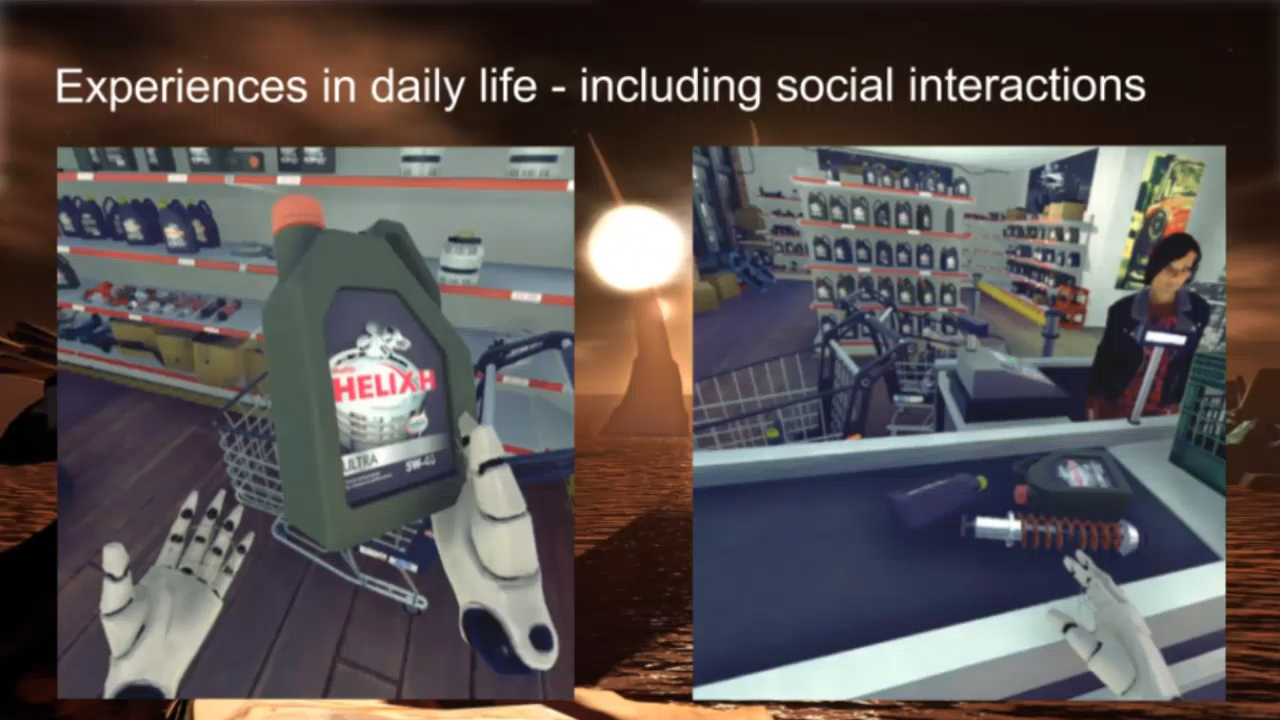 Experiences in daily life - including social interactions
HELIX H
ULTRA
5W-40